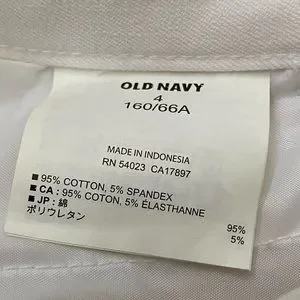 OLD NAVY
4
160/66A
MADE IN INDONESIA
RN 54023 CA17897
■ 95% COTTON, 5% SPANDEX
■ CA: 95% COTON, 5% ÉLASTHANNE
■ JP: 綿 95%
ポリウレタン 5%